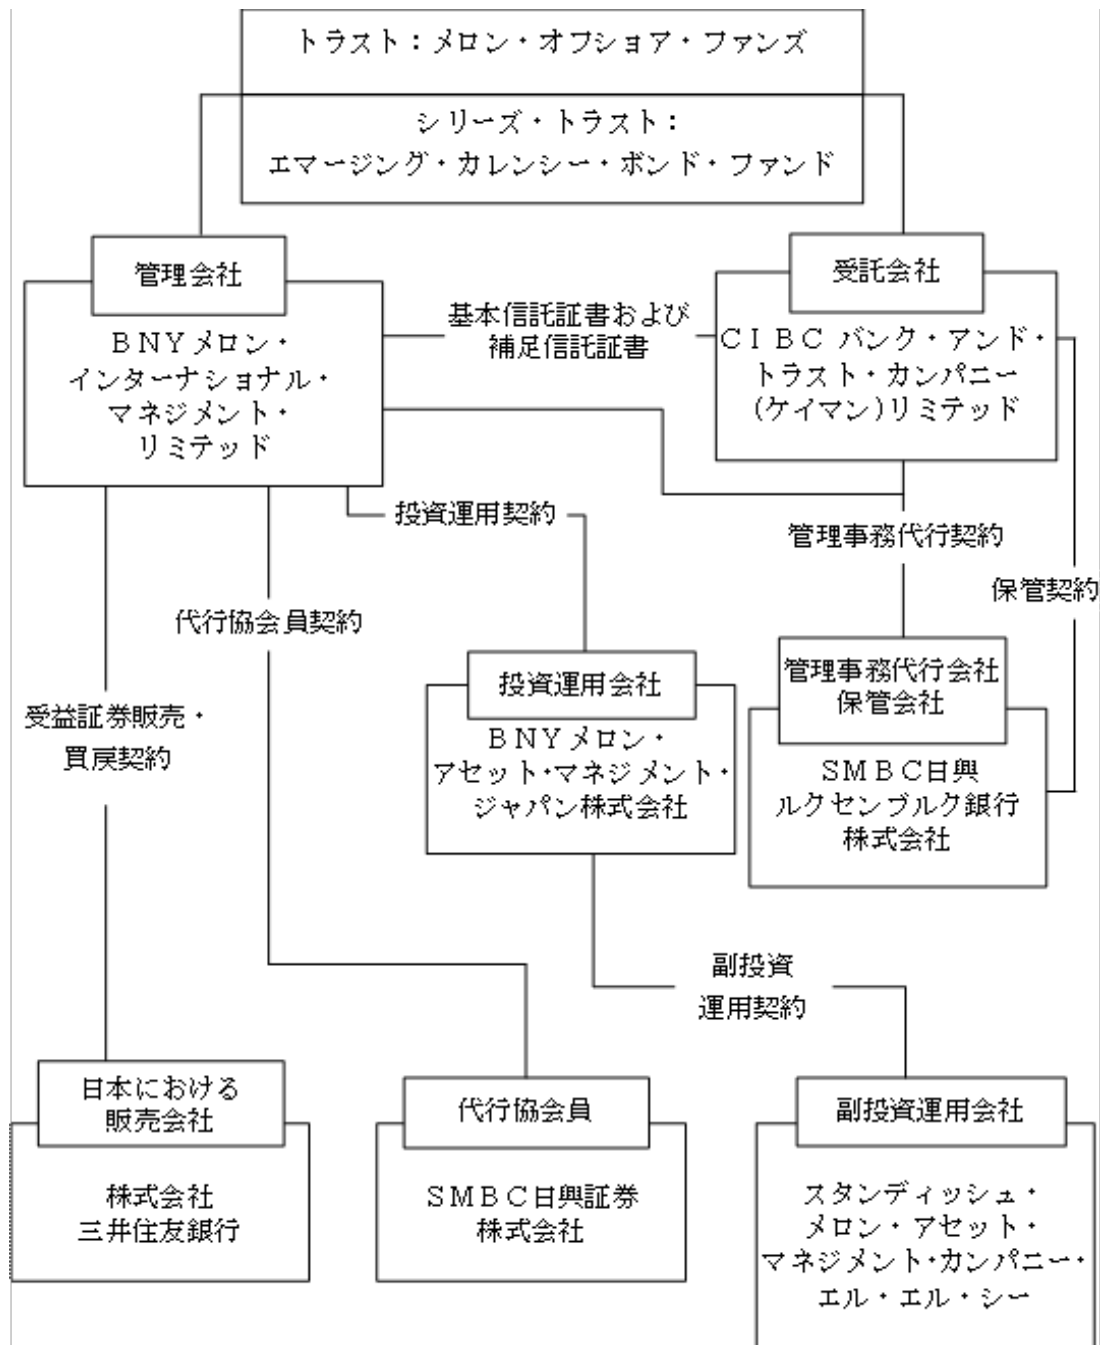 トラスト：メロン・オフショア・ファンズ
シリーズ・トラスト：
エマージング・カレンシー・ボンド・ファンド
管理会社
ＢＮＹメロン・
インターナショナル・
マネジメント・
リミテッド
基本信託証書および
補足信託証書
受託会社
ＣＩＢＣ バンク・アンド・
トラスト・カンパニー
(ケイマン)リミテッド
投資運用契約
管理事務代行契約
保管契約
代行協会員契約
受益証券販売・
買戻契約
投資運用会社
ＢＮＹメロン・
アセット・マネジメント・
ジャパン株式会社
管理事務代行会社
保管会社
ＳＭＢＣ日興
ルクセンブルク銀行
株式会社
副投資
運用契約
日本における
販売会社
株式会社
三井住友銀行
代行協会員
ＳＭＢＣ日興証券
株式会社
副投資運用会社
スタンディッシュ・
メロン・アセット・
マネジメント・カンパニー・
エル・エル・シー